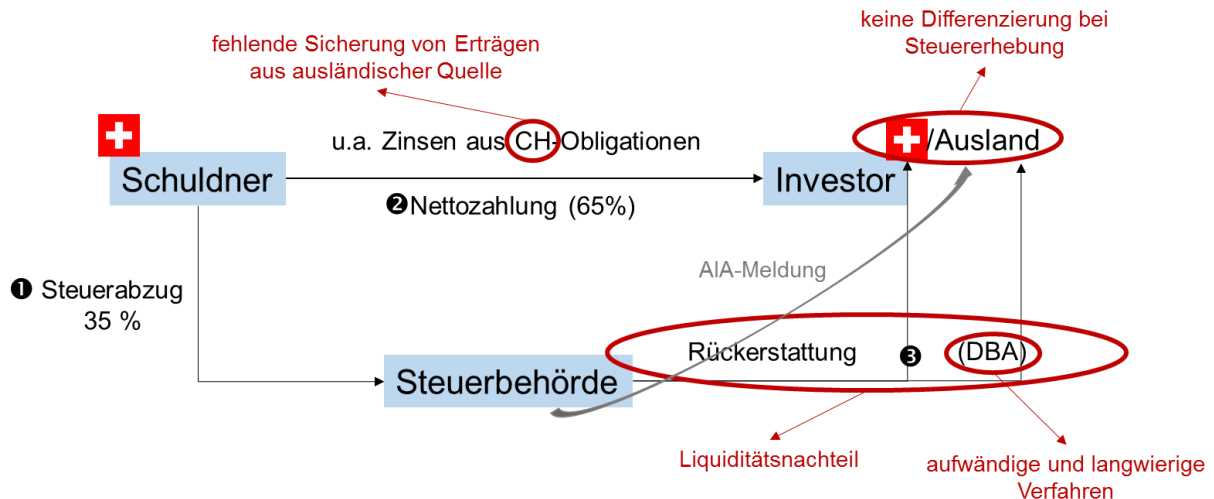 keine Differenzierung bei
Steuererhebung
fehlende Sicherung von Erträgen
aus ausländischer Quelle
u.a. Zinsen aus CH-Obligationen
/Ausland
Schuldner
Investor
❷Nettozahlung (65%)
AIA-Meldung
❶ Steuerabzug
35 %
Rückerstattung ❸ (DBA)
Steuerbehörde
Liquiditätsnachteil
aufwändige und langwierige
Verfahren